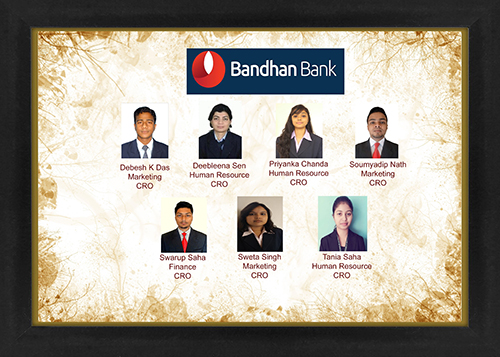 Bandhan Bank
Debesh K Das
Marketing
CRO
Deebleena Sen
Human Resource
CRO
Priyanka Chanda
Human Resource
CRO
Soumyadip Nath
Marketing
CRO
Swarup Saha
Finance
CRO
Sweta Singh
Marketing
CRO
Tania Saha
Human Resource
CRO